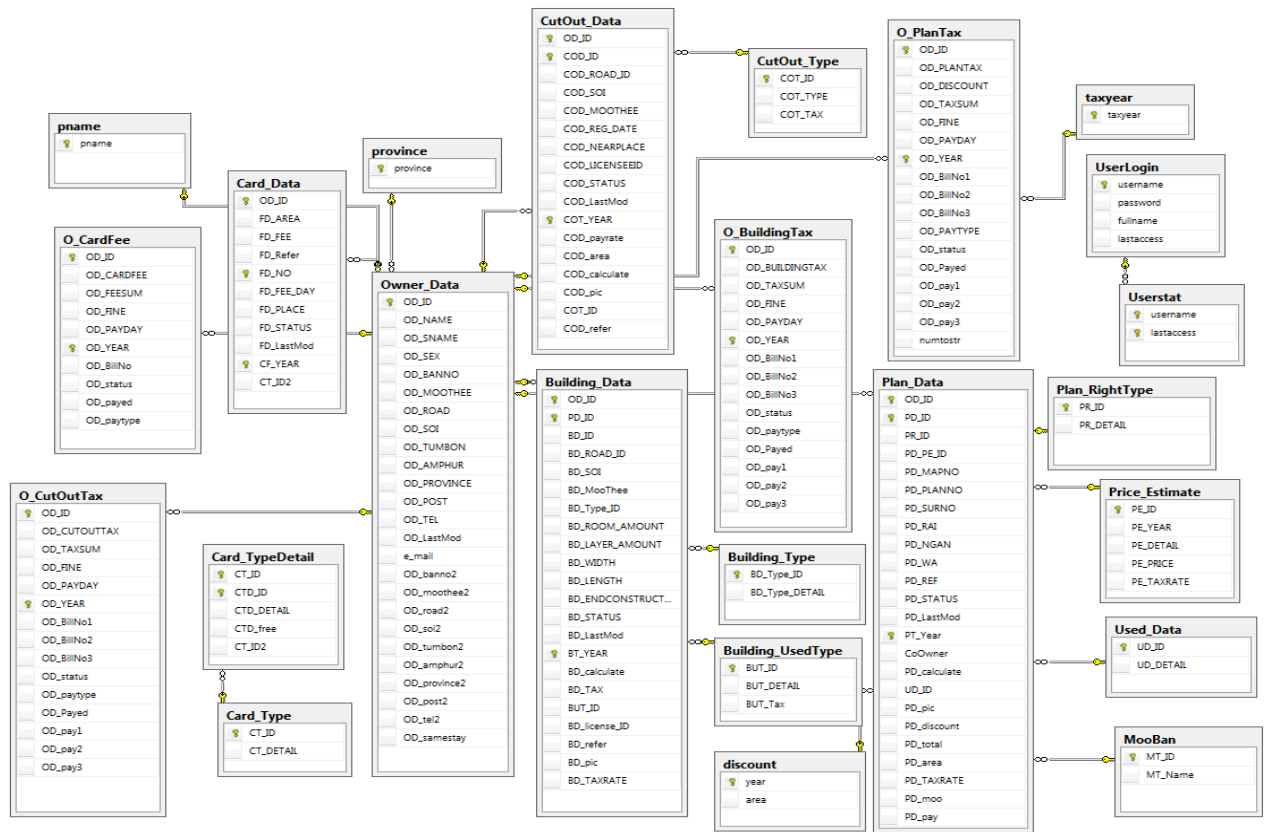 pname
pname
O_CardFee
OD_ID
OD_CARDFEE
OD_FEESUM
OD_FINE
OD_PAYDAY
OD_YEAR
OD_BillNo
OD_status
OD_payed
OD_paytype
Card_Data
OD_ID
FD_AREA
FD_FEE
FD_Refer
FD_NO
FD_FEE_DAY
FD_PLACE
FD_STATUS
FD_LastMod
CF_YEAR
CT_ID2
province
province
O_CutOutTax
OD_ID
OD_CUTOUTTAX
OD_TAXSUM
OD_FINE
OD_PAYDAY
OD_YEAR
OD_BillNo1
OD_BillNo2
OD_BillNo3
OD_status
OD_paytype
OD_Payed
OD_pay1
OD_pay2
OD_pay3
Card_TypeDetail
CT_ID
CTD_ID
CTD_DETAIL
CTD_free
CT_ID2
Card_Type
CT_ID
CT_DETAIL
Owner_Data
OD_ID
OD_NAME
OD_SNAME
OD_SEX
OD_BANNO
OD_MOOTHEE
OD_ROAD
OD_SOI
OD_TUMBON
OD_AMPHUR
OD_PROVINCE
OD_POST
OD_TEL
OD_LastMod
e_mail
OD_banno2
OD_moothee2
OD_road2
OD_soi2
OD_tumbon2
OD_amphur2
OD_province2
OD_post2
OD_tel2
OD_samestay
CutOut_Data
OD_ID
COD_ID
COD_ROAD_ID
COD_SOI
COD_MOOTHEE
COD_REG_DATE
COD_NEARPLACE
COD_LICENSEEID
COD_STATUS
COD_LastMod
COT_YEAR
COD_payrate
COD_area
COD_calculate
COD_pic
COT_ID
COD_refer
CutOut_Type
COT_ID
COT_TYPE
COT_TAX
Building_Data
OD_ID
PD_ID
BD_ID
BD_ROAD_ID
BD_SOI
BD_MooThee
BD_Type_ID
BD_ROOM_AMOUNT
BD_LAYER_AMOUNT
BD_WIDTH
BD_LENGTH
BD_ENDCONSTRUCT...
BD_STATUS
BD_LastMod
BT_YEAR
BD_calculate
BD_TAX
BUT_ID
BD_license_ID
BD_refer
BD_pic
BD_TAXRATE
O_BuildingTax
OD_ID
OD_BUILDINGTAX
OD_TAXSUM
OD_FINE
OD_PAYDAY
OD_YEAR
OD_BillNo1
OD_BillNo2
OD_BillNo3
OD_status
OD_paytype
OD_Payed
OD_pay1
OD_pay2
OD_pay3
Building_Type
BD_Type_ID
BD_Type_DETAIL
Building_UsedType
BUT_ID
BUT_DETAIL
BUT_Tax
discount
year
area
O_PlanTax
OD_ID
OD_PLANTAX
OD_DISCOUNT
OD_TAXSUM
OD_FINE
OD_PAYDAY
OD_YEAR
OD_BillNo1
OD_BillNo2
OD_BillNo3
OD_PAYTYPE
OD_status
OD_Payed
OD_pay1
OD_pay2
OD_pay3
numtostr
Plan_Data
OD_ID
PD_ID
PR_ID
PD_PE_ID
PD_MAPNO
PD_PLANNO
PD_SURNO
PD_RAI
PD_NGAN
PD_WA
PD_REF
PD_STATUS
PD_LastMod
PT_Year
CoOwner
PD_calculate
UD_ID
PD_pic
PD_discount
PD_total
PD_area
PD_TAXRATE
PD_moo
PD_pay
taxyear
taxyear
UserLogin
username
password
fullname
lastaccess
Userstat
username
lastaccess
Plan_RightType
PR_ID
PR_DETAIL
Price_Estimate
PE_ID
PE_YEAR
PE_DETAIL
PE_PRICE
PE_TAXRATE
Used_Data
UD_ID
UD_DETAIL
MooBan
MT_ID
MT_Name